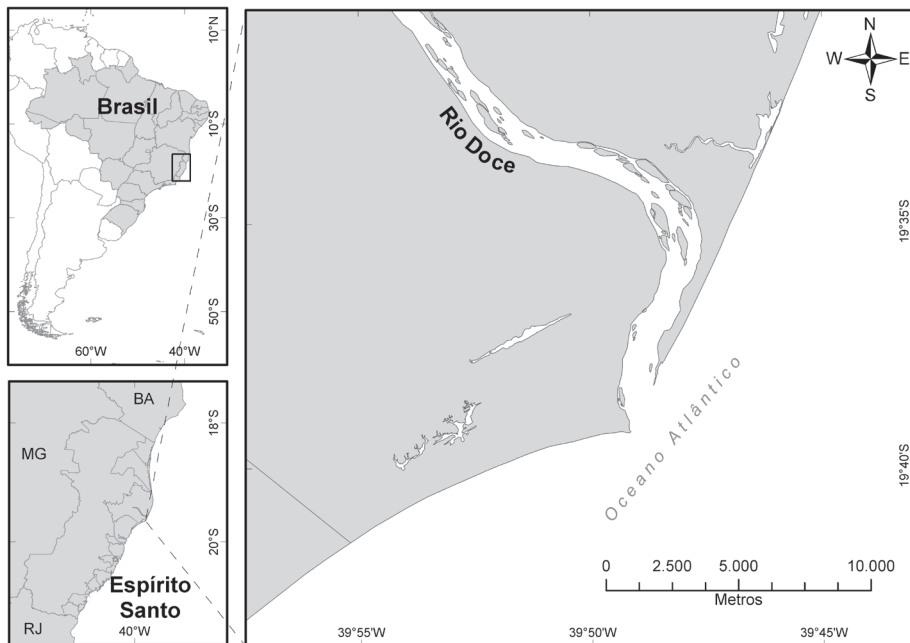 10°N
Brasil
10°S
30°S
50°S
60°W 40°W
BA
18°S
MG
20°S
Espírito
Santo
RJ
40°W
N
W E
S
Rio Doce
19°35'S
Oceano Atlântico
19°40'S
0 2.500 5.000 10.000
Metros
39°55'W 39°50'W 39°45'W